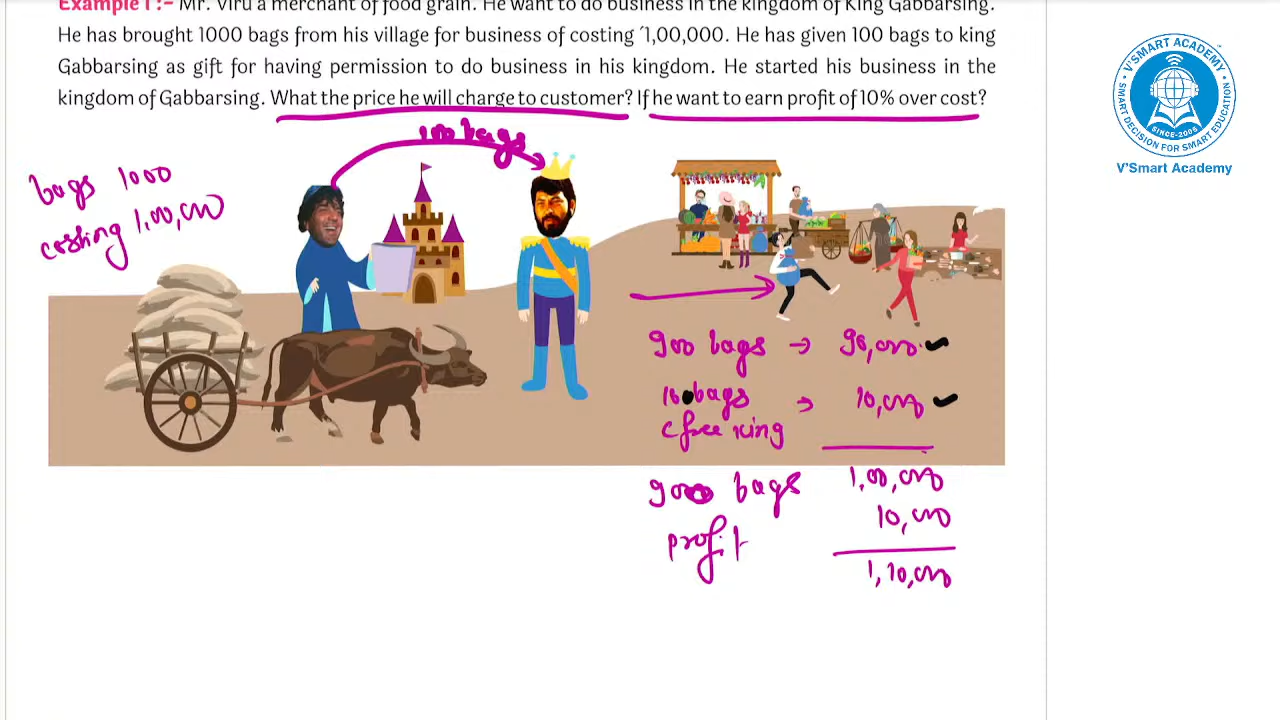 Example 1 :- Mr. Viru a merchant of food grain. He want to do business in the kingdom of King Gabbarsing.
He has brought 1000 bags from his village for business of costing ´1,00,000. He has given 100 bags to king
Gabbarsing as gift for having permission to do business in his kingdom. He started his business in the
kingdom of Gabbarsing. What the price he will charge to customer? If he want to earn profit of 10% over cost?
V'SMART ACADEMY
SMART DECISION FOR SMART EDUCATION
SINCE-2006
V'Smart Academy
100 bags
bags 1000
costing 1,00,000
900 bags → 90,000
100 bags → 10,000
free king
900 bags 1,00,000
profit 10,000
1,10,000